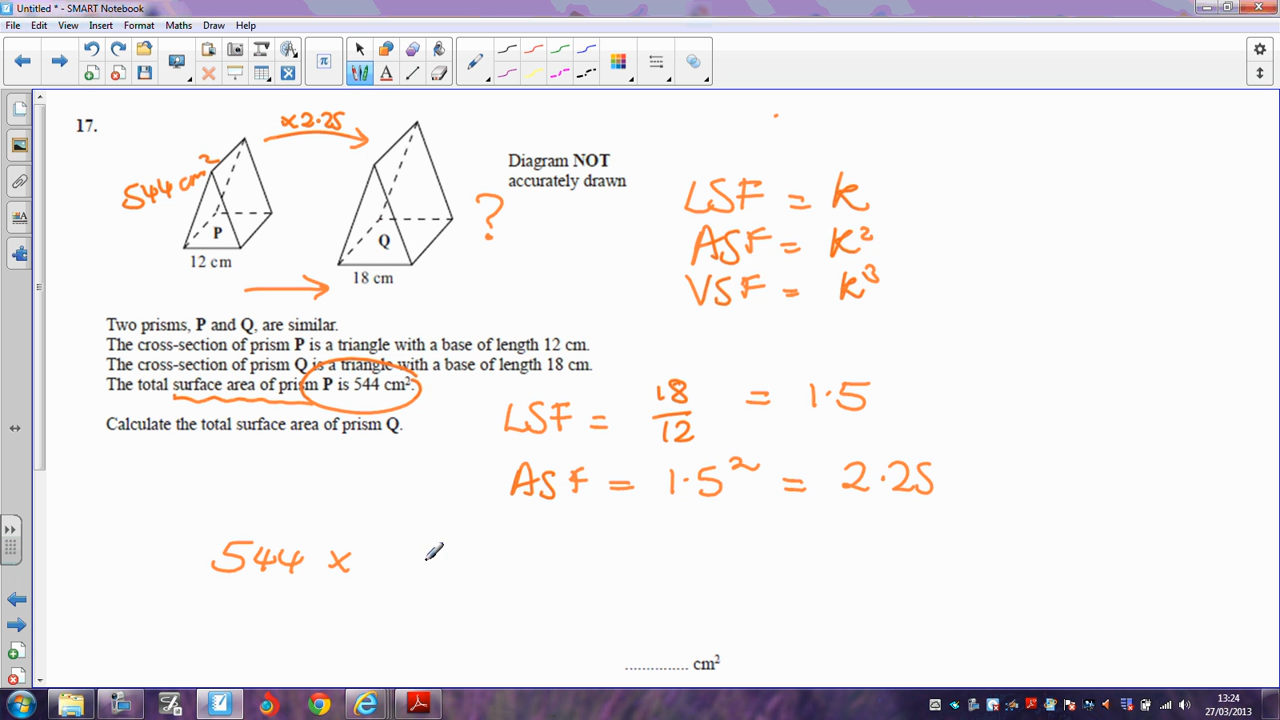 Untitled * - SMART Notebook
File Edit View Insert Format Maths Draw Help
17.
×2.25
544 cm²
P
Q
12 cm
18 cm
?
Diagram NOT
accurately drawn
LSF = k
ASF = k²
VSF = k³
Two prisms, P and Q, are similar.
The cross-section of prism P is a triangle with a base of length 12 cm.
The cross-section of prism Q is a triangle with a base of length 18 cm.
The total surface area of prism P is 544 cm².
Calculate the total surface area of prism Q.
LSF = 18/12 = 1.5
ASF = 1.5² = 2.25
544 ×
.............. cm²
13:24
27/03/2013